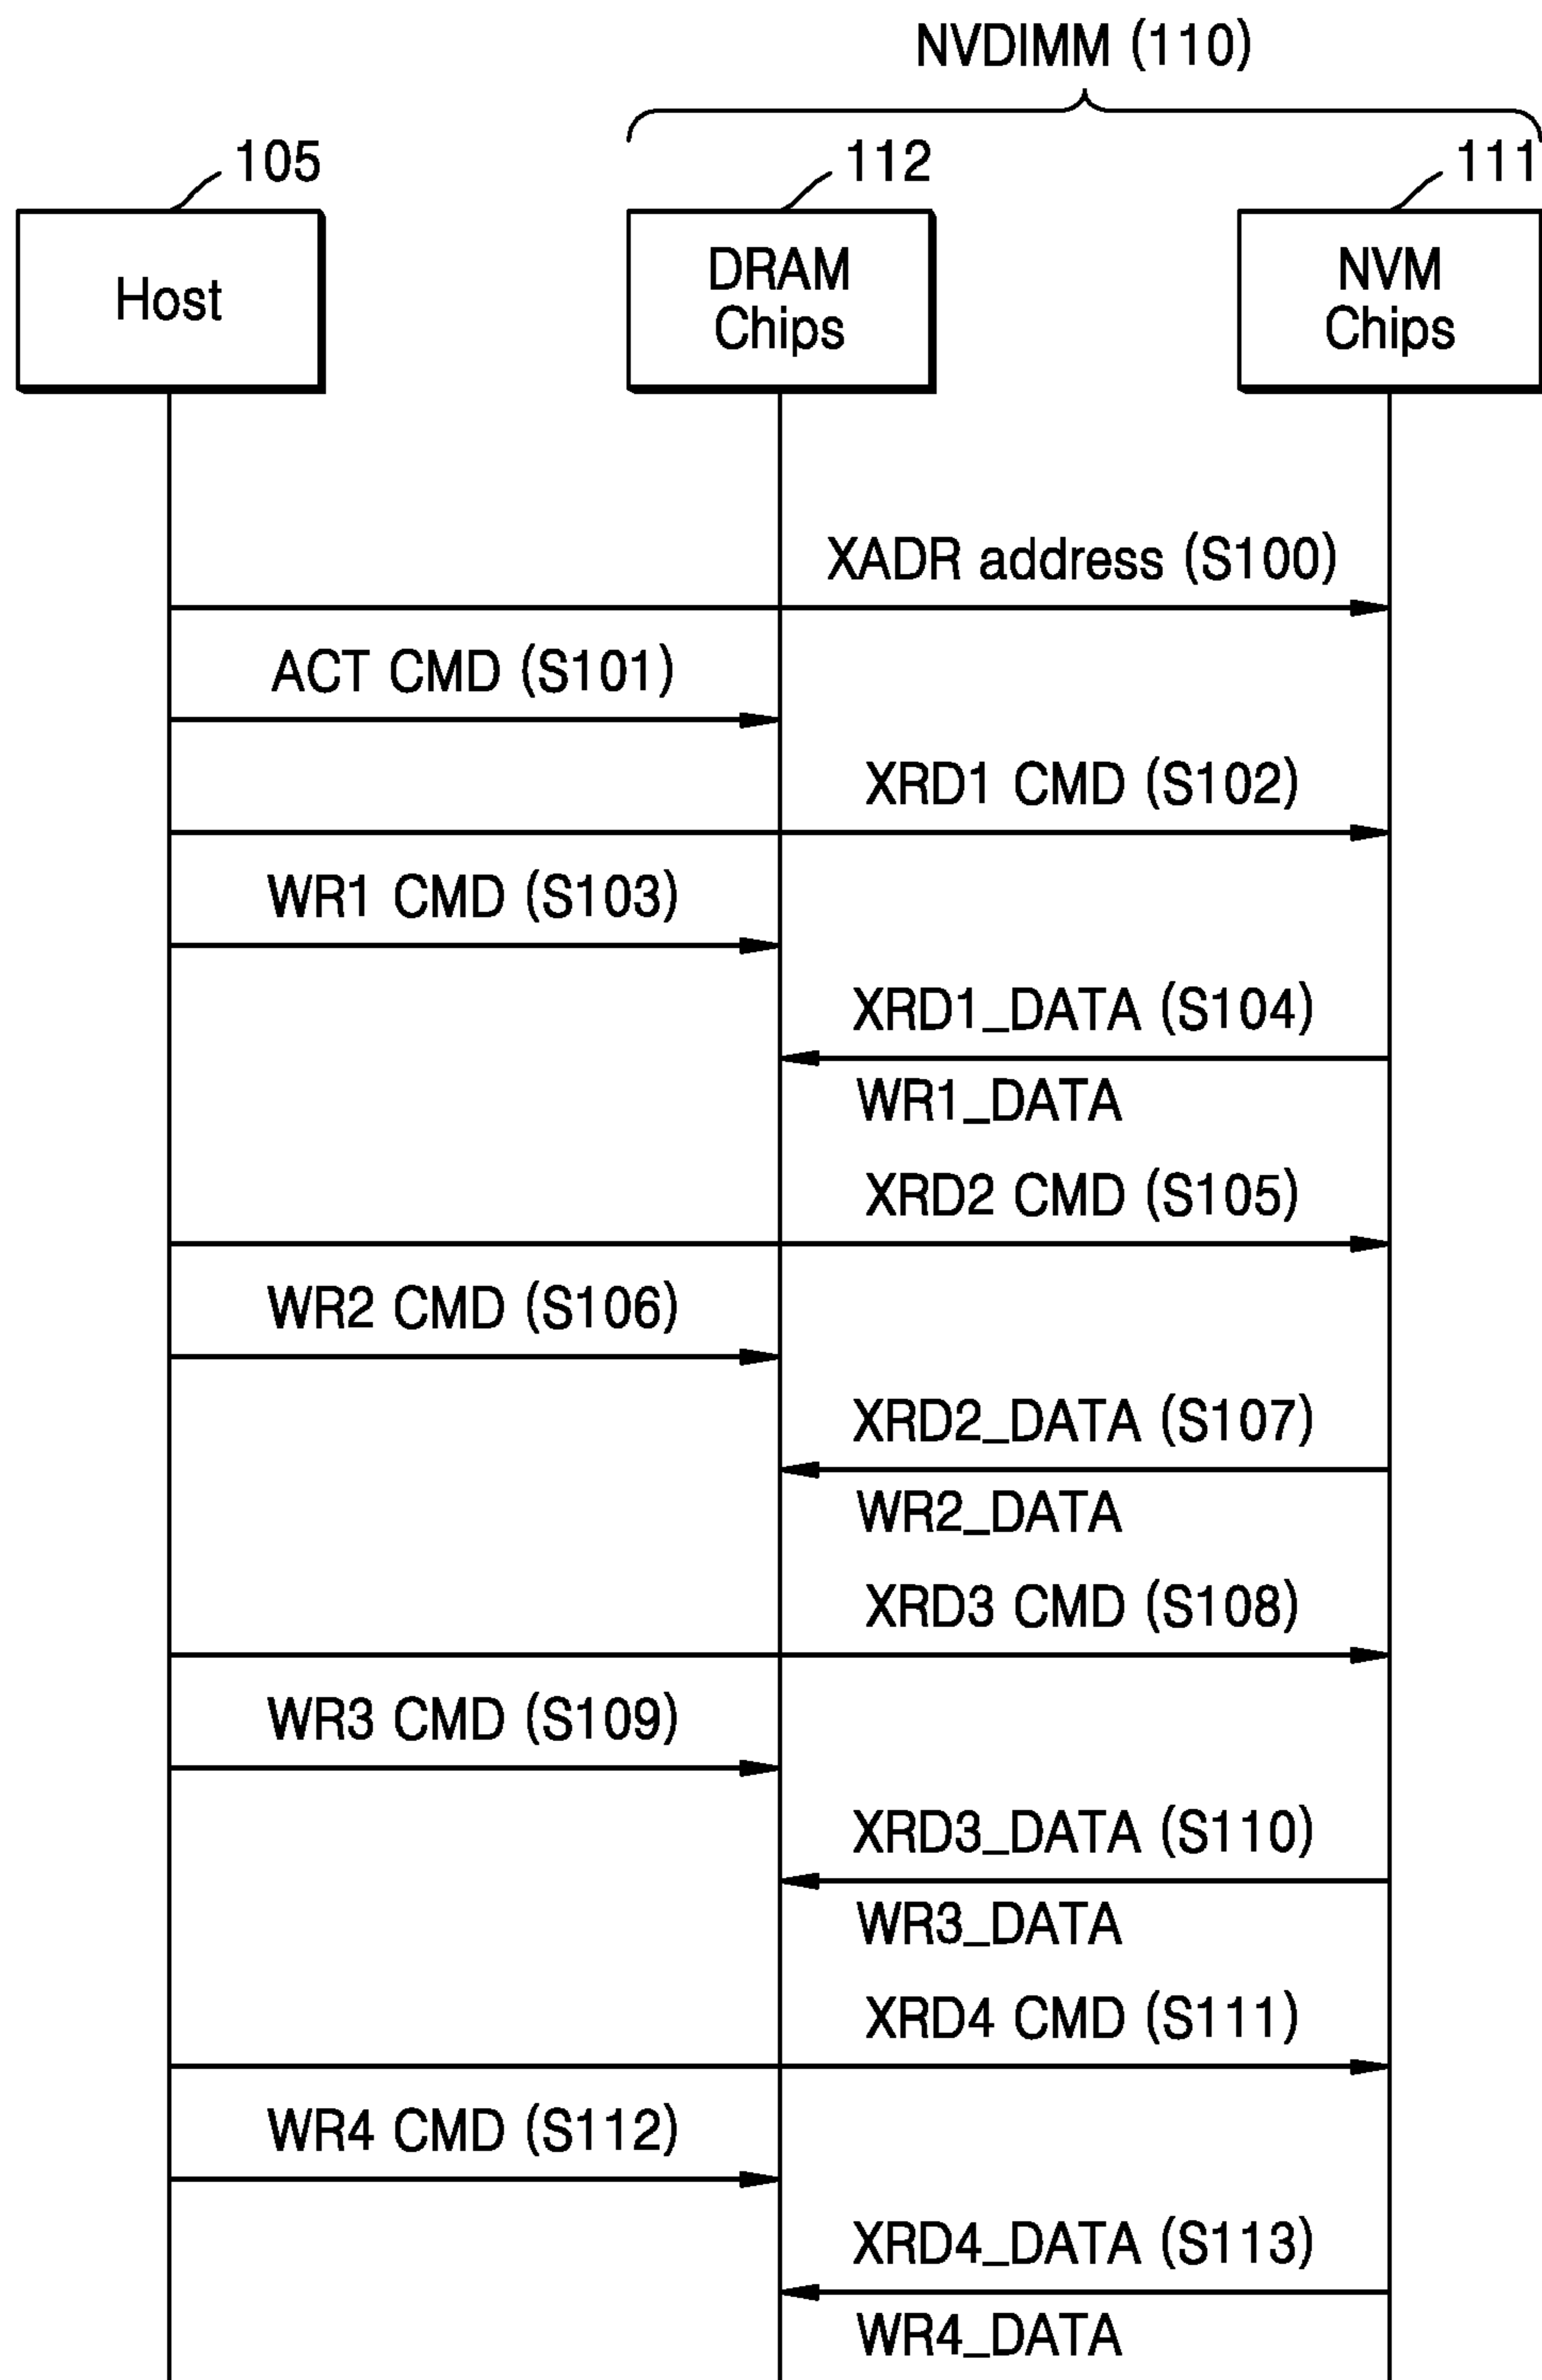 NVDIMM (110)
105
112
111
Host
DRAM
Chips
NVM
Chips
XADR address (S100)
ACT CMD (S101)
XRD1 CMD (S102)
WR1 CMD (S103)
XRD1_DATA (S104)
WR1_DATA
XRD2 CMD (S105)
WR2 CMD (S106)
XRD2_DATA (S107)
WR2_DATA
XRD3 CMD (S108)
WR3 CMD (S109)
XRD3_DATA (S110)
WR3_DATA
XRD4 CMD (S111)
WR4 CMD (S112)
XRD4_DATA (S113)
WR4_DATA